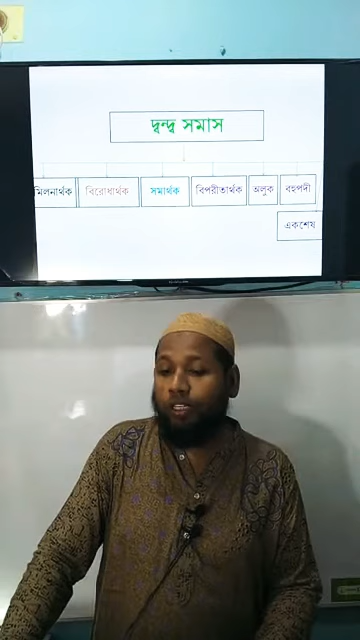 দ্বন্দ্ব সমাস
মিলনার্থক বিরোধার্থক সমার্থক বিপরীতার্থক অলুক বহুপদী
একশেষ